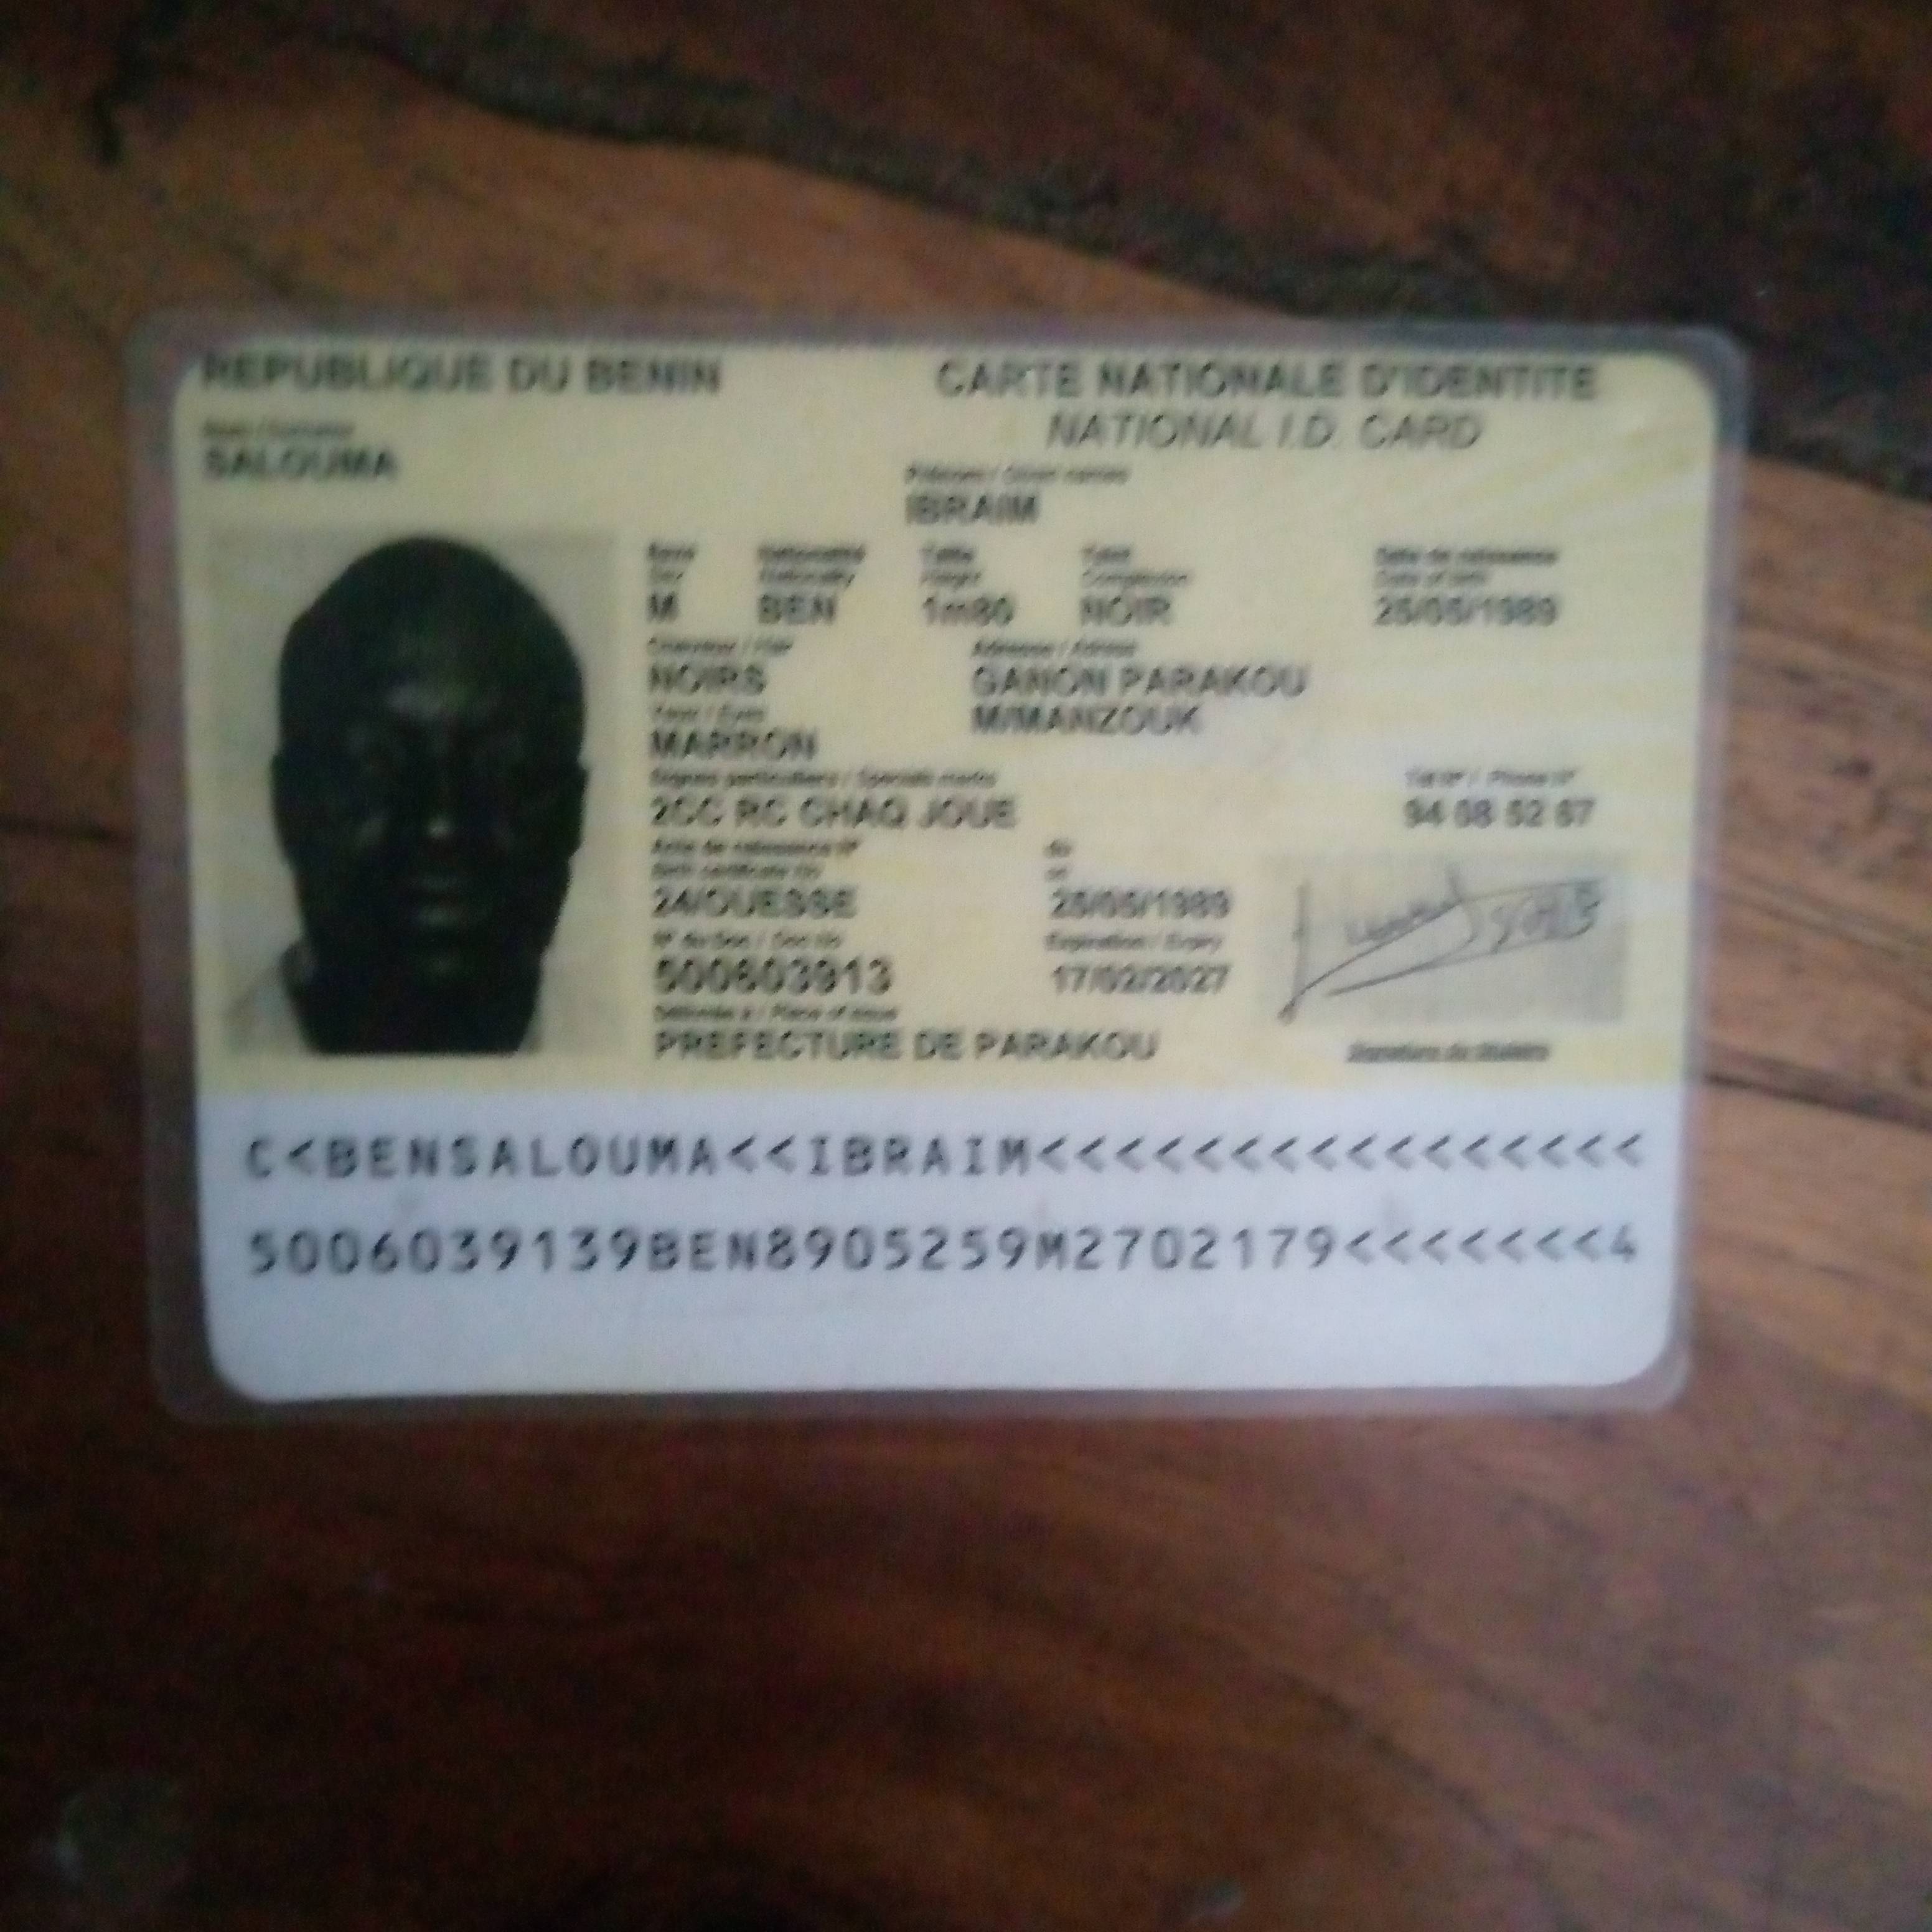 REPUBLIQUE DU BENIN
CARTE NATIONALE D'IDENTITE
NATIONAL I.D. CARD
Nom / Surname
SALOUMA
Prénoms / Given names
IBRAIM
Sexe Nationalité Taille Teint Date de naissance
Sex Nationality Height Complexion Date of birth
M BEN 1m80 NOIR 25/05/1989
Cheveux / Hair Adresse / Adress
NOIRS GANON PARAKOU
Yeux / Eyes M/MANZOUK
MARRON
Signes particuliers / Specials marks Tél N° / Phone N°
2CC RC CHAQ JOUE 94 08 52 67
Acte de naissance N° du
Birth certificate No on
24/OUESSE 25/05/1989
N° du Doc / Doc No Expiration / Expiry
500603913 17/02/2027
Délivrée à / Place of issue
PREFECTURE DE PARAKOU
Signature du titulaire
C<BENSALOUMA<<IBRAIM<<<<<<<<<<<<<<<<
5006039139BEN8905259M2702179<<<<<<<4